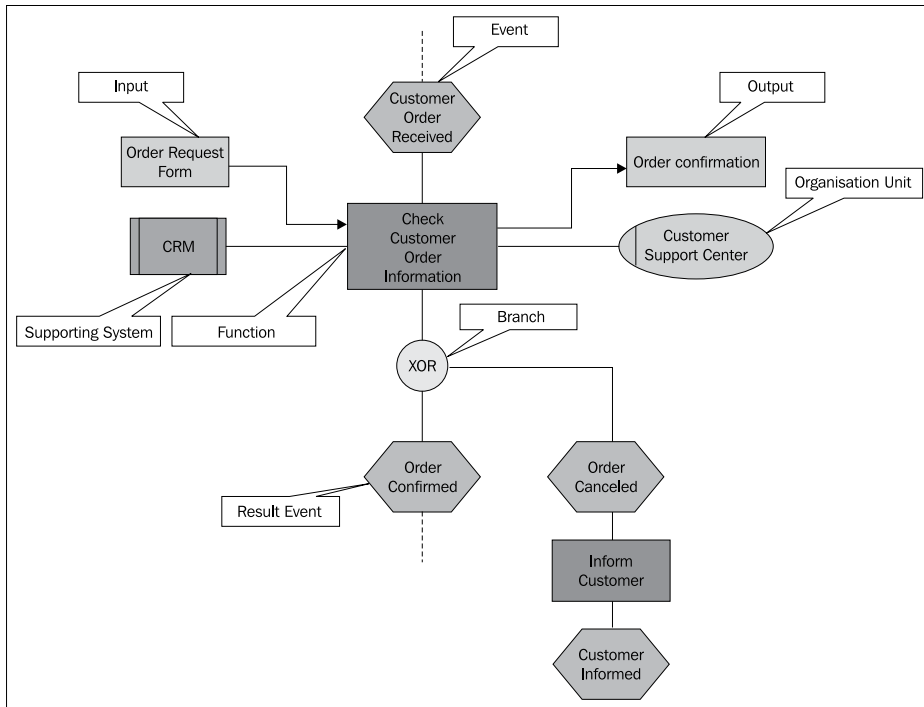 Event
Input
Output
Customer
Order
Received
Order Request
Form
Order confirmation
Organisation Unit
CRM
Check
Customer
Order
Information
Customer
Support Center
Supporting System
Function
Branch
XOR
Order
Confirmed
Order
Canceled
Result Event
Inform
Customer
Customer
Informed